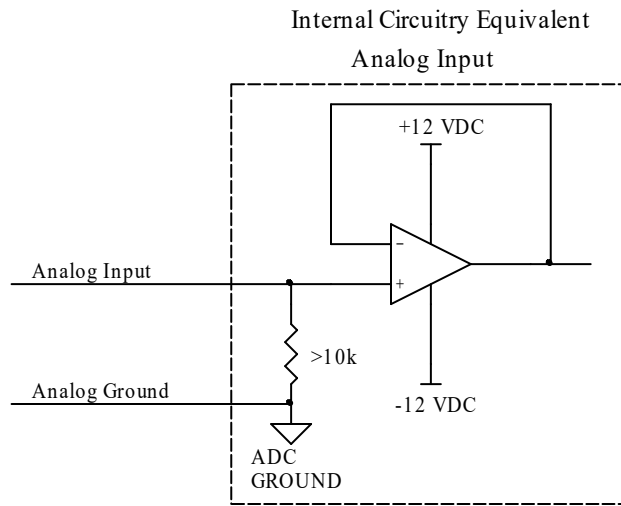 Internal Circuitry Equivalent
Analog Input
+12 VDC
−
Analog Input
+
>10k
Analog Ground
-12 VDC
ADC
GROUND